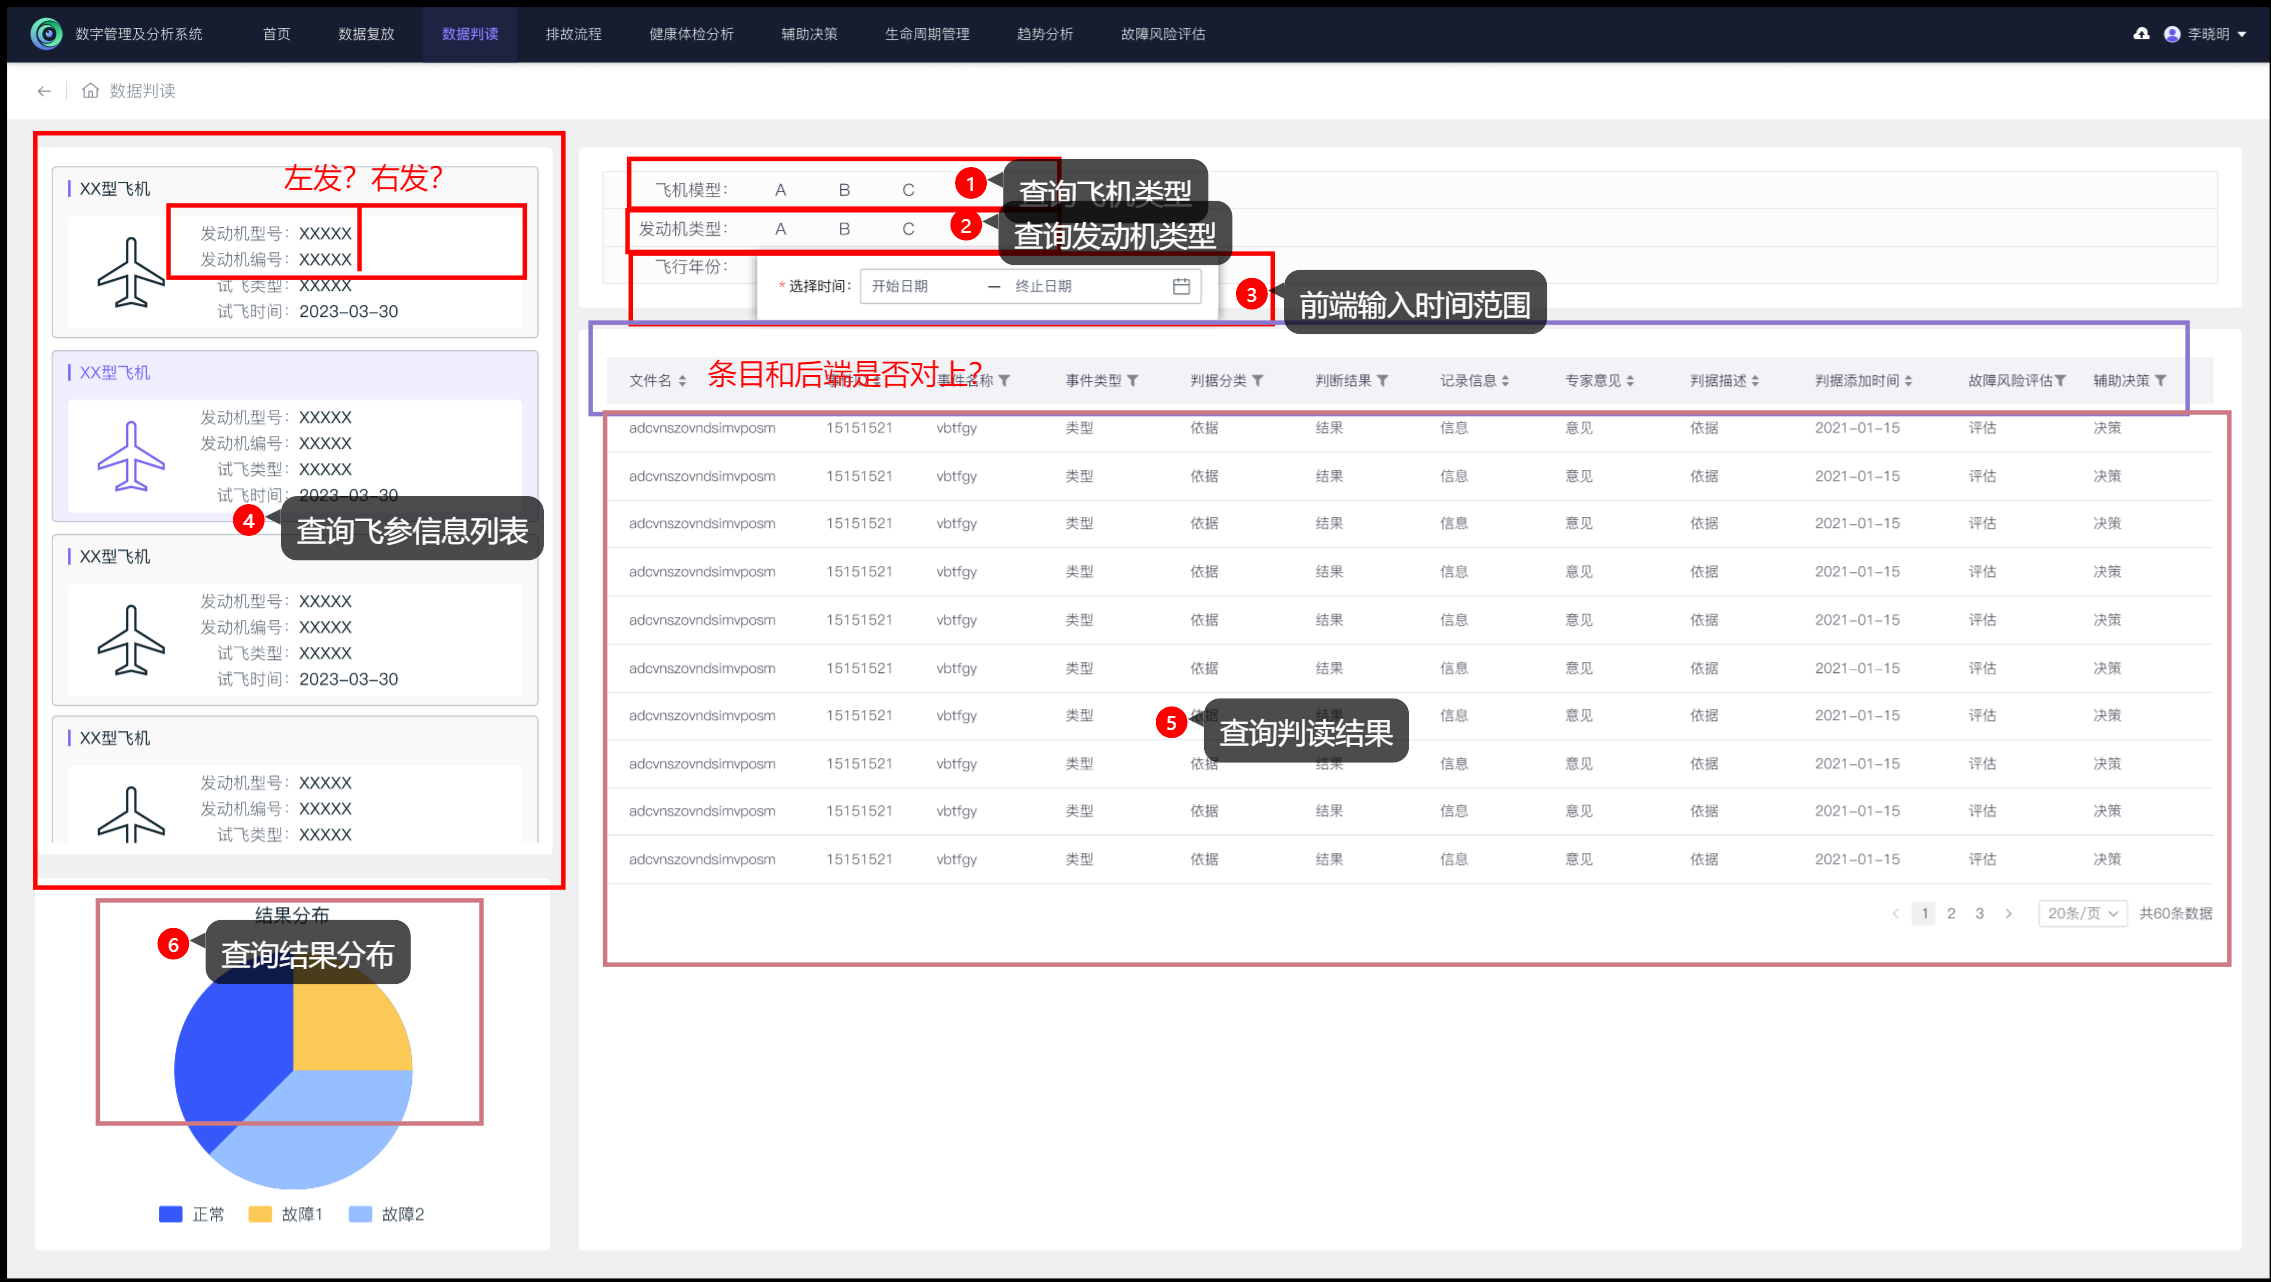 数字管理及分析系统 首页 数据复放 数据判读 排故流程 健康体检分析 辅助决策 生命周期管理 趋势分析 故障风险评估 李晓明
数据判读
左发？右发？
XX型飞机
发动机型号：XXXXX
发动机编号：XXXXX
试飞类型：XXXXX
试飞时间：2023-03-30
XX型飞机
发动机型号：XXXXX
发动机编号：XXXXX
试飞类型：XXXXX
试飞时间：2023-03-30
4 查询飞参信息列表
XX型飞机
发动机型号：XXXXX
发动机编号：XXXXX
试飞类型：XXXXX
试飞时间：2023-03-30
XX型飞机
发动机型号：XXXXX
发动机编号：XXXXX
试飞类型：XXXXX
结果分布
6 查询结果分布
正常 故障1 故障2
飞机模型： A B C 1 查询飞机类型
发动机类型： A B C 2 查询发动机类型
飞行年份：
* 选择时间： 开始日期 — 终止日期 3 前端输入时间范围
条目和后端是否对上？
文件名 事件名称 事件类型 判据分类 判断结果 记录信息 专家意见 判据描述 判据添加时间 故障风险评估 辅助决策
adcvnszovndsimvposm 15151521 vbtfgy 类型 依据 结果 信息 意见 依据 2021-01-15 评估 决策
adcvnszovndsimvposm 15151521 vbtfgy 类型 依据 结果 信息 意见 依据 2021-01-15 评估 决策
adcvnszovndsimvposm 15151521 vbtfgy 类型 依据 结果 信息 意见 依据 2021-01-15 评估 决策
adcvnszovndsimvposm 15151521 vbtfgy 类型 依据 结果 信息 意见 依据 2021-01-15 评估 决策
adcvnszovndsimvposm 15151521 vbtfgy 类型 依据 结果 信息 意见 依据 2021-01-15 评估 决策
adcvnszovndsimvposm 15151521 vbtfgy 类型 依据 结果 信息 意见 依据 2021-01-15 评估 决策
adcvnszovndsimvposm 15151521 vbtfgy 类型 依据 结果 信息 意见 依据 2021-01-15 评估 决策
5 查询判读结果
adcvnszovndsimvposm 15151521 vbtfgy 类型 依据 结果 信息 意见 依据 2021-01-15 评估 决策
adcvnszovndsimvposm 15151521 vbtfgy 类型 依据 结果 信息 意见 依据 2021-01-15 评估 决策
adcvnszovndsimvposm 15151521 vbtfgy 类型 依据 结果 信息 意见 依据 2021-01-15 评估 决策
< 1 2 3 > 20条/页 共60条数据